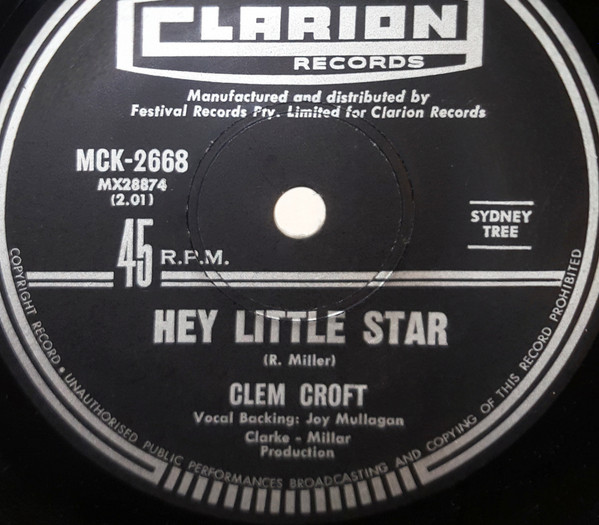 CLARION
RECORDS
Manufactured and distributed by
Festival Records Pty. Limited for Clarion Records
MCK-2668
MX28874
(2.01)
SYDNEY
TREE
45 R.P.M.
HEY LITTLE STAR
(R. Miller)
CLEM CROFT
Vocal Backing: Joy Mullagan
Clarke - Millar
Production
COPYRIGHT RECORD • UNAUTHORISED PUBLIC PERFORMANCES BROADCASTING AND COPYING OF THIS RECORD PROHIBITED